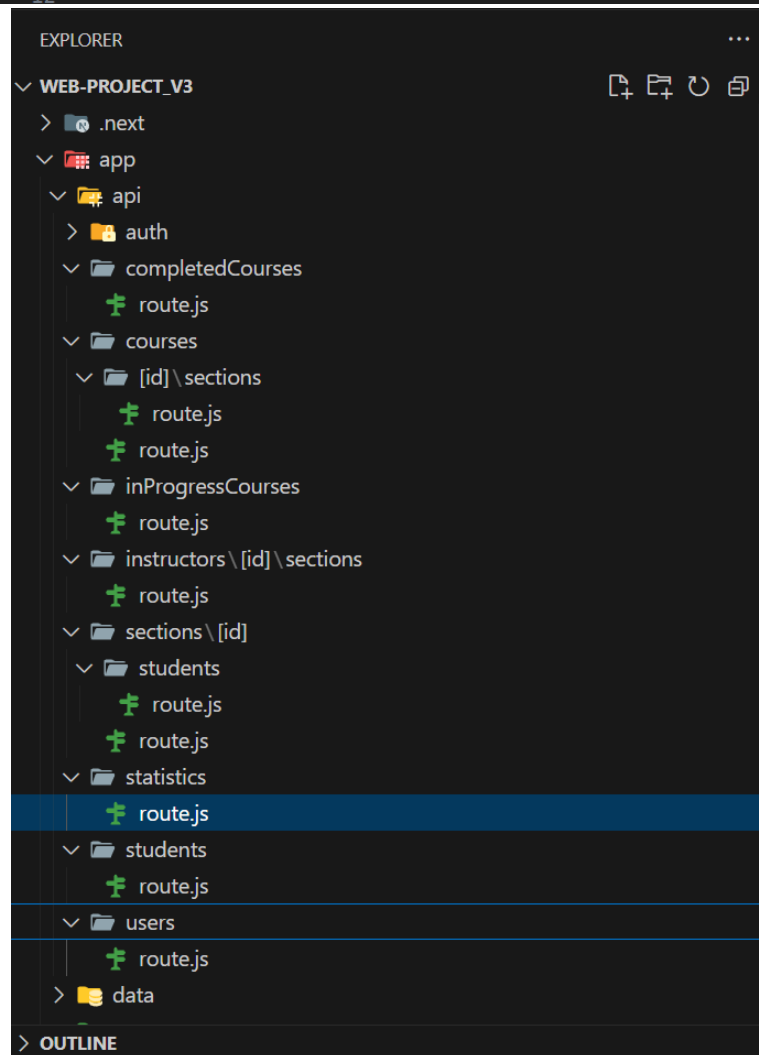 EXPLORER
WEB-PROJECT_V3
.next
app
api
auth
completedCourses
route.js
courses
[id]\sections
route.js
route.js
inProgressCourses
route.js
instructors\[id]\sections
route.js
sections\[id]
students
route.js
route.js
statistics
route.js
students
route.js
users
route.js
data
OUTLINE